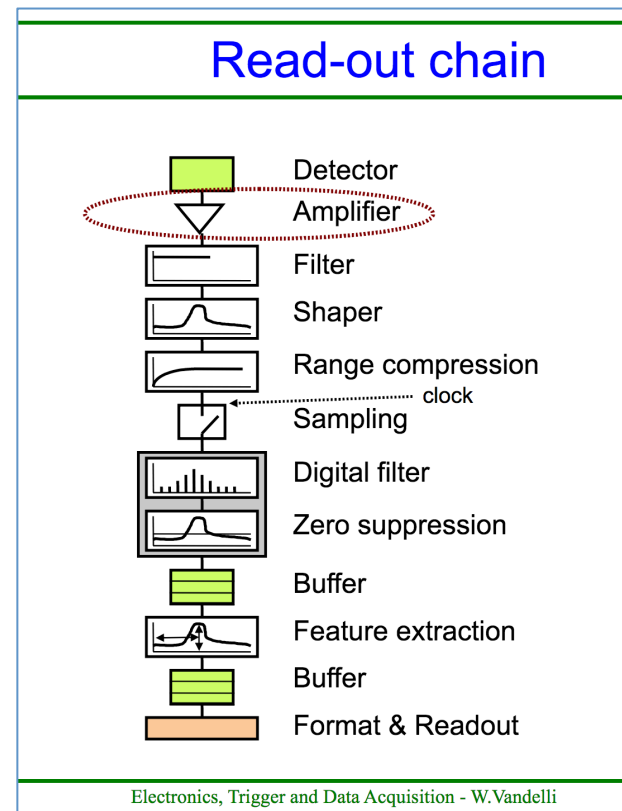 Read-out chain
Detector
Amplifier
Filter
Shaper
Range compression
clock
Sampling
Digital filter
Zero suppression
Buffer
Feature extraction
Buffer
Format & Readout
Electronics, Trigger and Data Acquisition - W.Vandelli